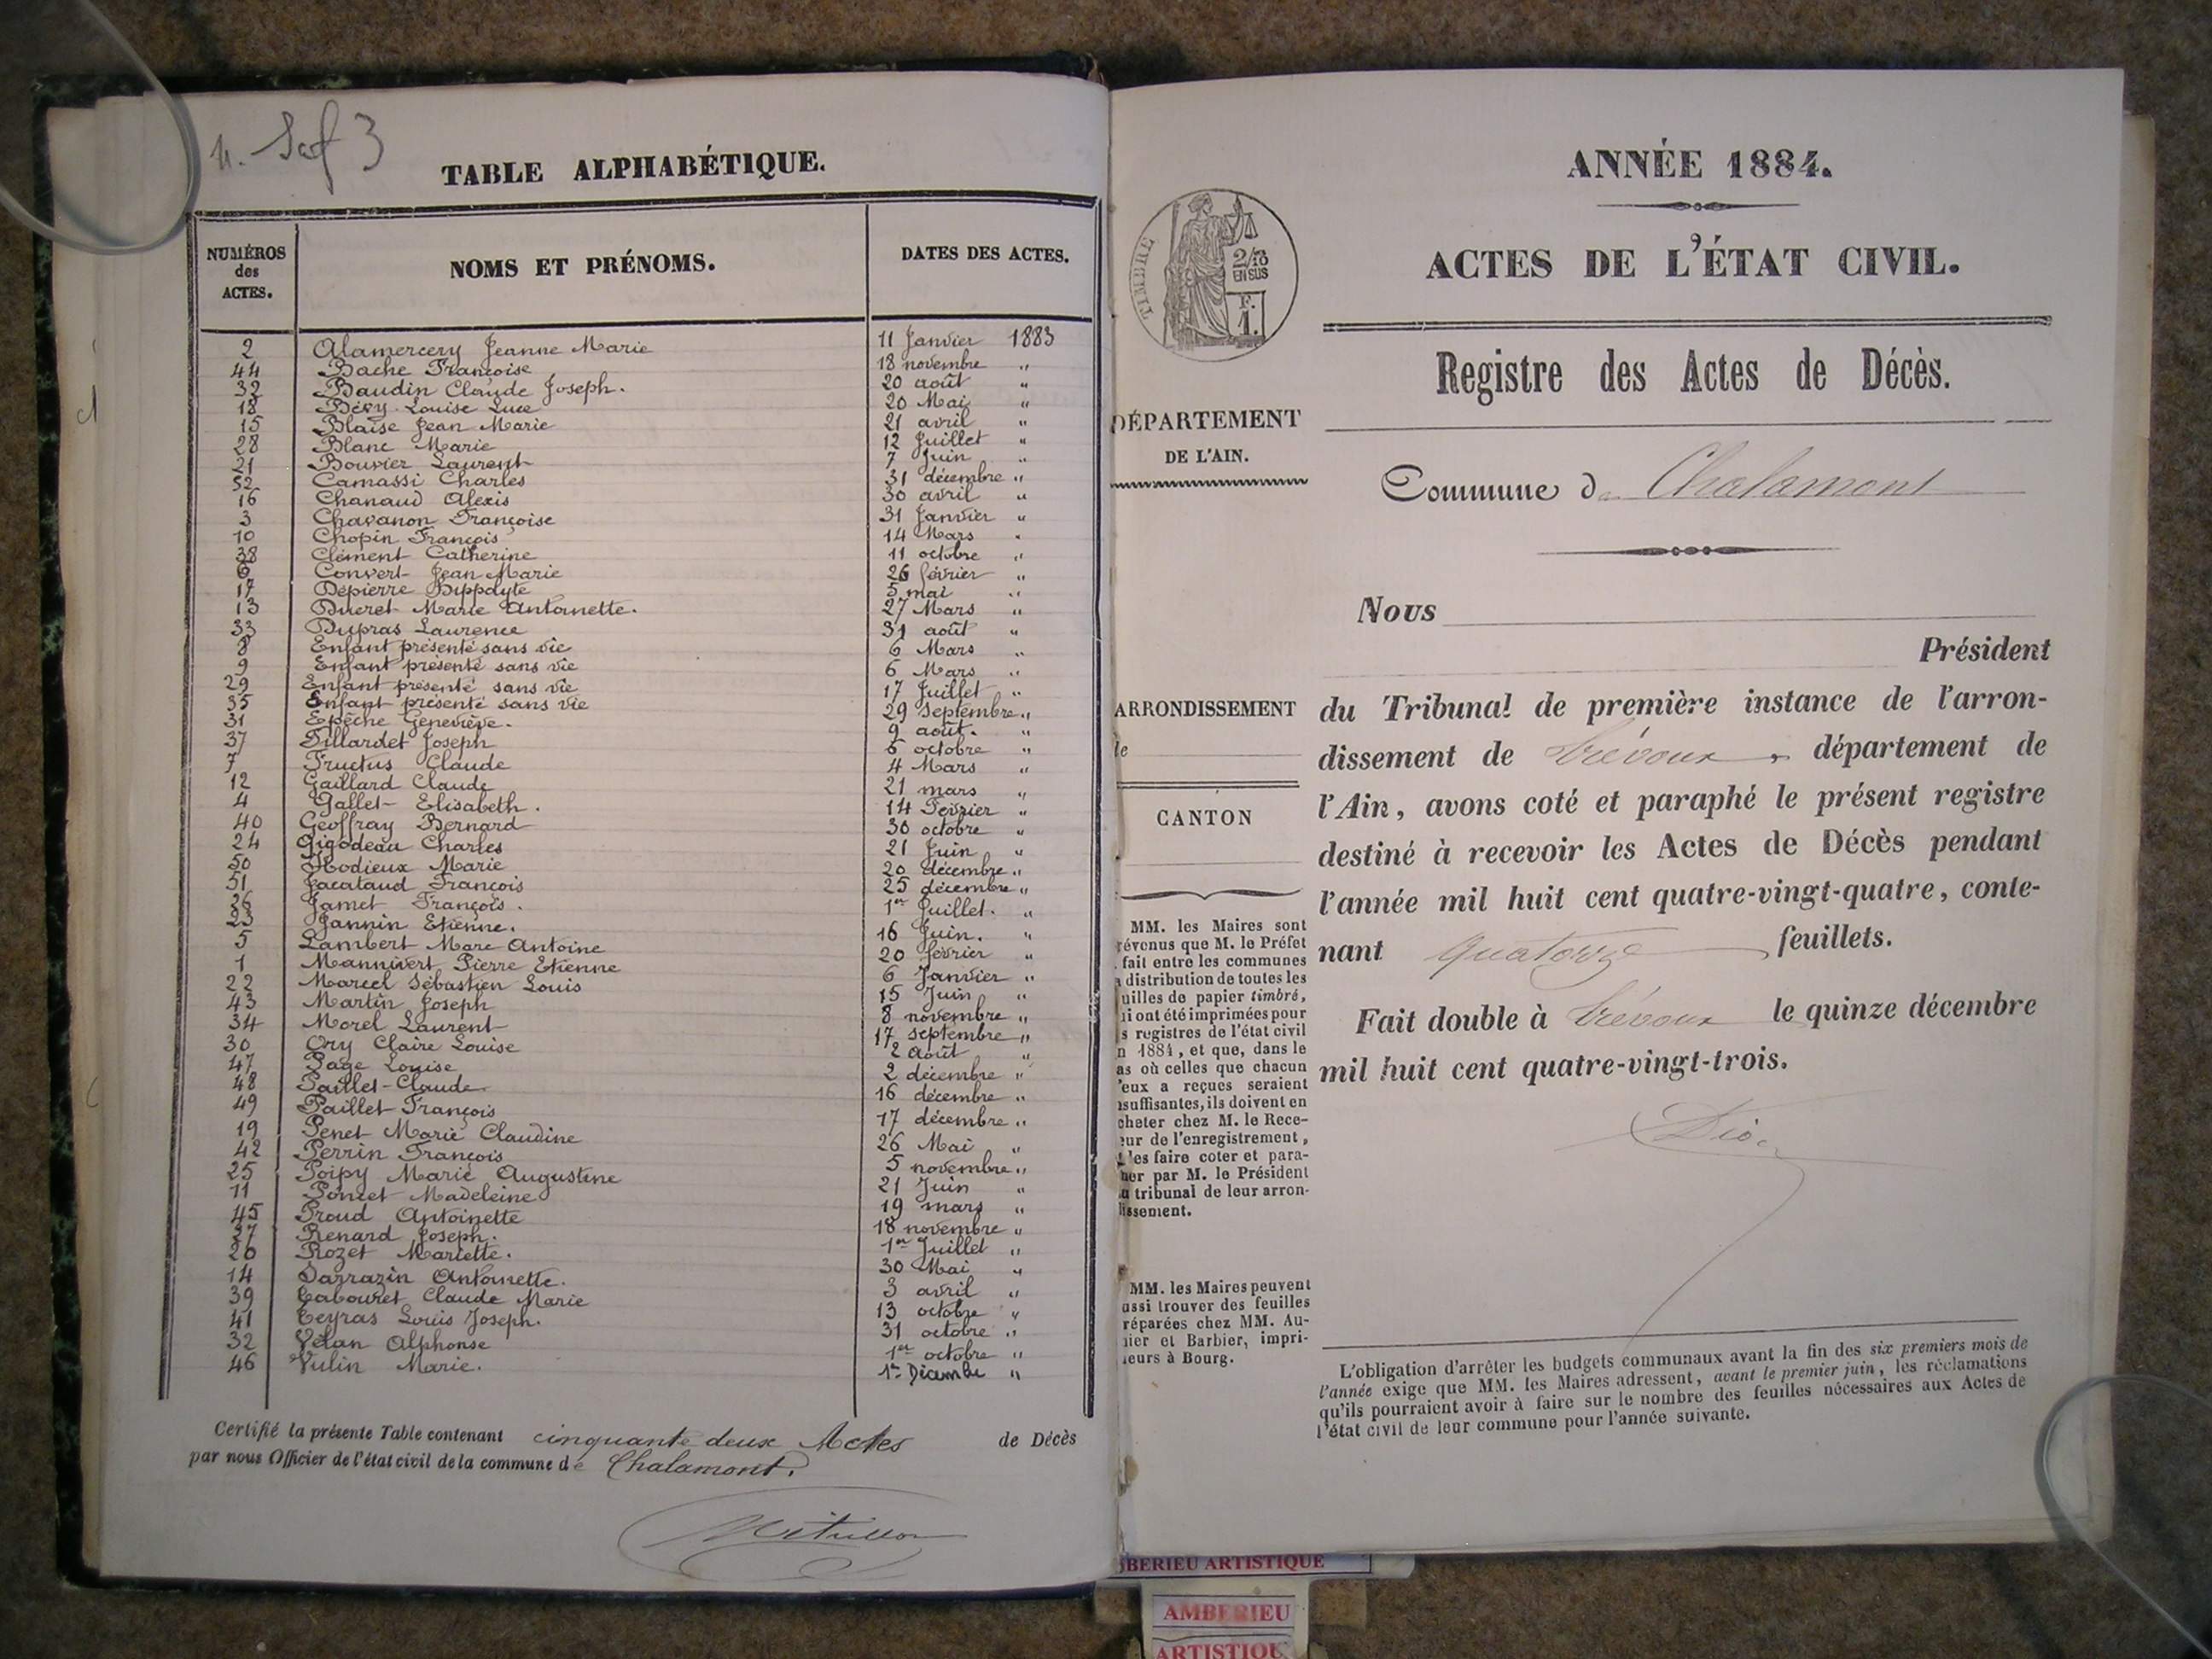 TABLE ALPHABÉTIQUE.
NUMÉROS des ACTES. NOMS ET PRÉNOMS. DATES DES ACTES.
2 Alamercery Jeanne Marie 11 Janvier 1883
44 Bache Françoise 18 novembre "
32 Baudin Claude Joseph. 20 août "
18 Béry Louise Luce 20 Mai "
15 Blaise Jean Marie 21 avril "
28 Blanc Marie 12 Juillet "
21 Bouvier Laurent 7 Juin "
52 Camassi Charles 31 décembre "
16 Chanaud Alexis 30 avril "
3 Chavanon Françoise 31 Janvier "
10 Chopin François 14 Mars "
38 Clément Catherine 11 octobre "
6 Convert Jean Marie 26 février "
17 Dépierre Hippolyte 5 mai "
13 Ducret Marie Antoinette. 27 Mars "
33 Dupras Laurence 31 août "
8 Enfant présenté sans vie 6 Mars "
9 Enfant présenté sans vie 6 Mars "
29 Enfant présenté sans vie 17 Juillet "
35 Enfant présenté sans vie 29 Septembre "
31 Epèche Geneviève. 9 août. "
37 Fillardet Joseph 6 octobre "
7 Fructus Claude 4 Mars "
12 Gaillard Claude 21 mars "
4 Gallet Elisabeth. 14 Février "
40 Geoffray Bernard 30 octobre "
24 Gigodeau Charles 21 Juin "
50 Hodieux Marie 20 décembre "
51 Jacataud François 25 décembre "
26 Jamet François. 1er Juillet. "
23 Jannin Etienne. 16 Juin. "
5 Lambert Marc Antoine 20 février "
1 Mannivert Pierre Etienne 6 Janvier "
22 Marcel Sébastien Louis 15 Juin "
43 Martin Joseph 8 novembre "
34 Morel Laurent 17 septembre "
30 Ory Claire Louise 2 août "
47 Page Louise 2 décembre "
48 Paillet Claude 16 décembre "
49 Paillet François 17 décembre "
19 Penet Marie Claudine 26 Mai "
42 Perrin François 5 novembre "
25 Poipy Marie Augustine 21 Juin "
11 Poncet Madeleine 19 mars "
45 Proud Antoinette 18 novembre "
27 Renard Joseph. 1er Juillet "
20 Rozet Mariette. 30 Mai "
14 Sarrazin Antoinette. 3 avril "
39 Tabouret Claude Marie 13 octobre "
41 Teyras Louis Joseph. 31 octobre "
32 Vélan Alphonse 1er octobre "
46 Vulin Marie. 1er Décembre "
Certifié la présente Table contenant cinquante deux Actes de Décès
par nous Officier de l'état civil de la commune de Chalamont.
ANNÉE 1884.
ACTES DE L'ÉTAT CIVIL.
TIMBRE
2/10
EN SUS
F.
1.
Registre des Actes de Décès.
DÉPARTEMENT
DE L'AIN.
Commune de Chalamont
Nous
Président
ARRONDISSEMENT
de
CANTON
du Tribunal de première instance de l'arron-
dissement de Trévoux, département de
l'Ain, avons coté et paraphé le présent registre
destiné à recevoir les Actes de Décès pendant
l'année mil huit cent quatre-vingt-quatre, conte-
nant quatorze feuillets.
Fait double à Trévoux le quinze décembre
mil huit cent quatre-vingt-trois.
MM. les Maires sont
révenus que M. le Préfet
fait entre les communes
a distribution de toutes les
uilles de papier timbré,
ui ont été imprimées pour
s registres de l'état civil
n 1884, et que, dans le
as où celles que chacun
'eux a reçues seraient
nsuffisantes, ils doivent en
cheter chez M. le Rece-
eur de l'enregistrement,
t les faire coter et para-
her par M. le Président
u tribunal de leur arron-
dissement.
MM. les Maires peuvent
ussi trouver des feuilles
réparées chez MM. Au-
nier et Barbier, impri-
eurs à Bourg.
L'obligation d'arrêter les budgets communaux avant la fin des six premiers mois de
l'année exige que MM. les Maires adressent, avant le premier juin, les réclamations
qu'ils pourraient avoir à faire sur le nombre des feuilles nécessaires aux Actes de
l'état civil de leur commune pour l'année suivante.
BERIEU ARTISTIQUE
AMBERIEU
ARTISTIQU